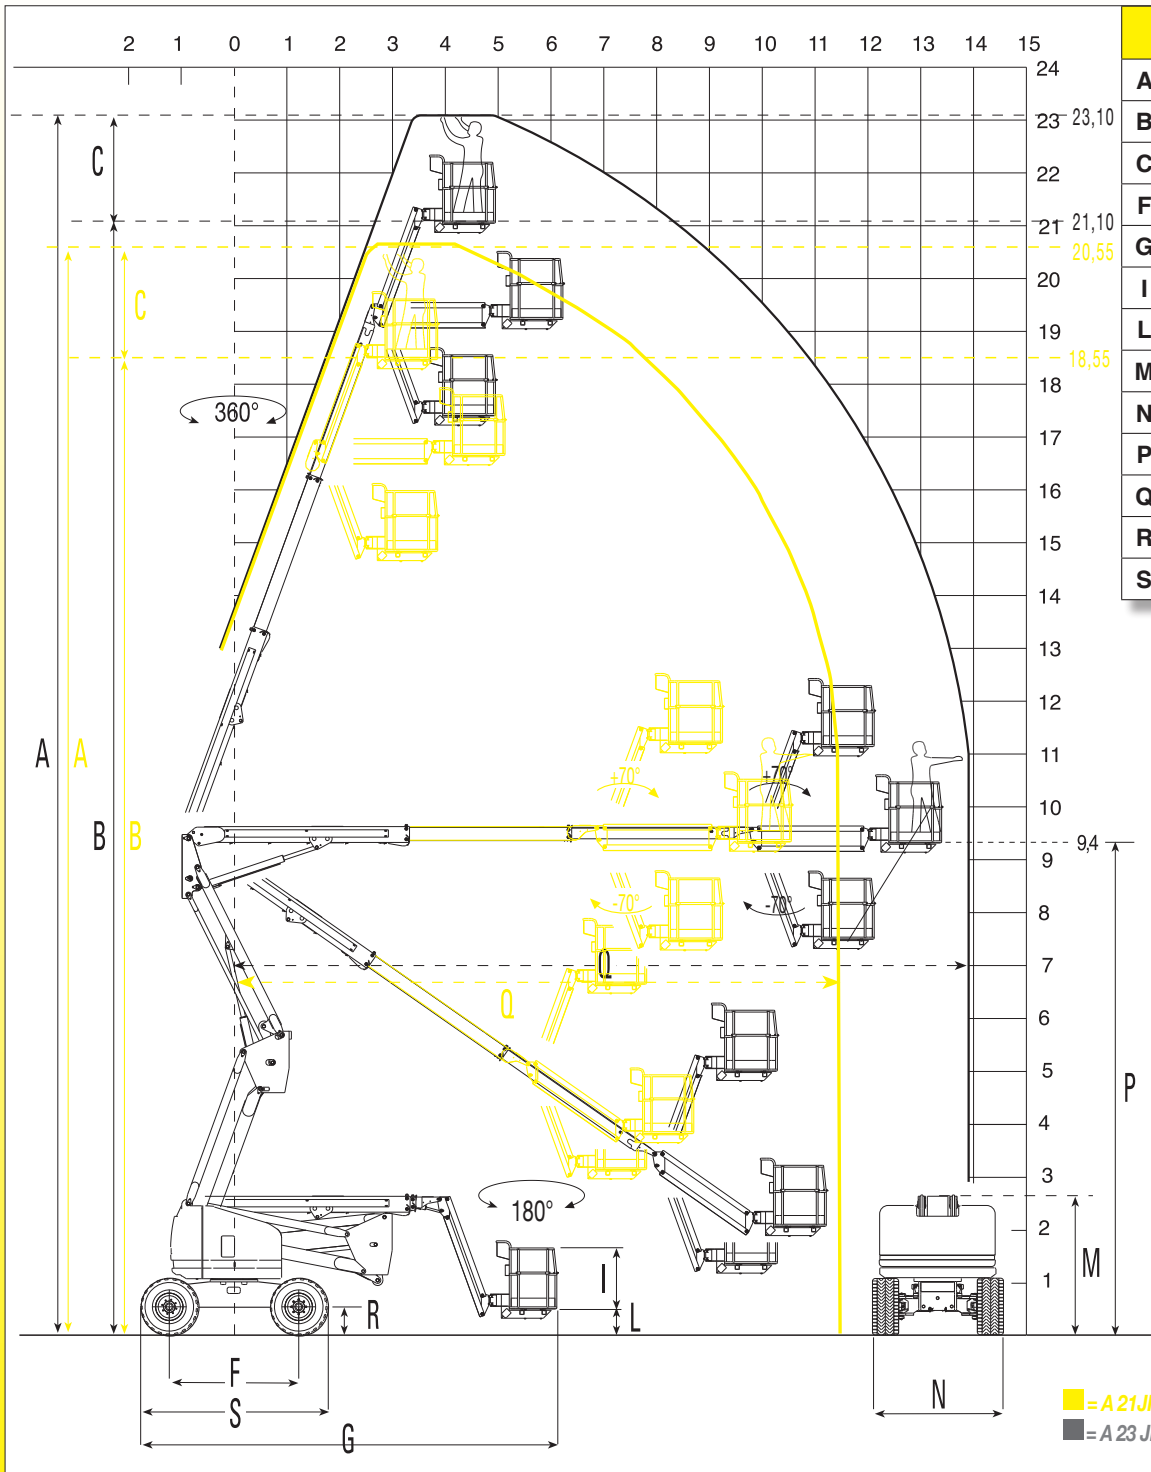 2 1 0 1 2 3 4 5 6 7 8 9 10 11 12 13 14 15
24
23
23,10
22
21
21,10
20,55
20
19
18,55
18
17
16
15
14
13
12
11
10
9,4
9
8
7
6
5
4
3
2
1
A
B
C
F
G
I
L
M
N
P
Q
R
S
C
C
360°
A
A
B
B
+70°
+70°
-70°
-70°
Q
Q
180°
I
L
R
F
S
G
P
M
N
= A 21 J
= A 23 J